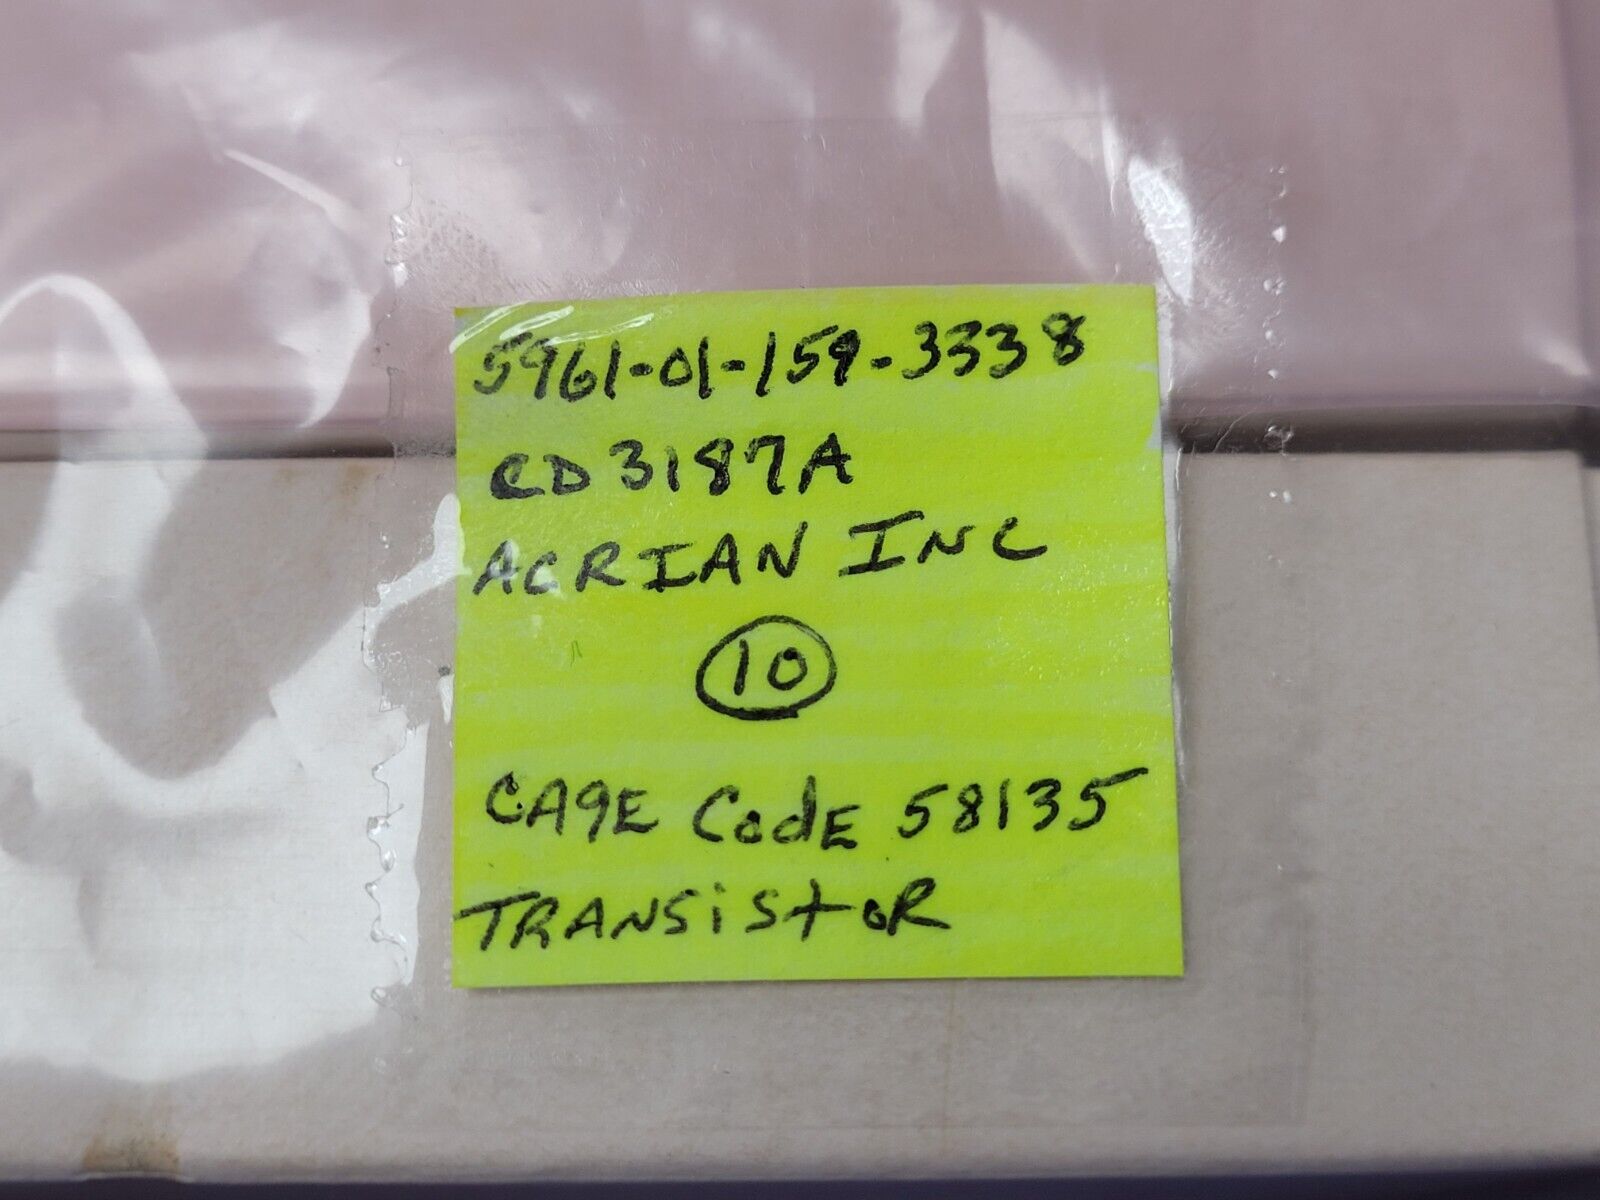 5961-01-159-3338
CD3187A
ACRIAN INC
10
CAGE CodE 58135
TRANSiStoR